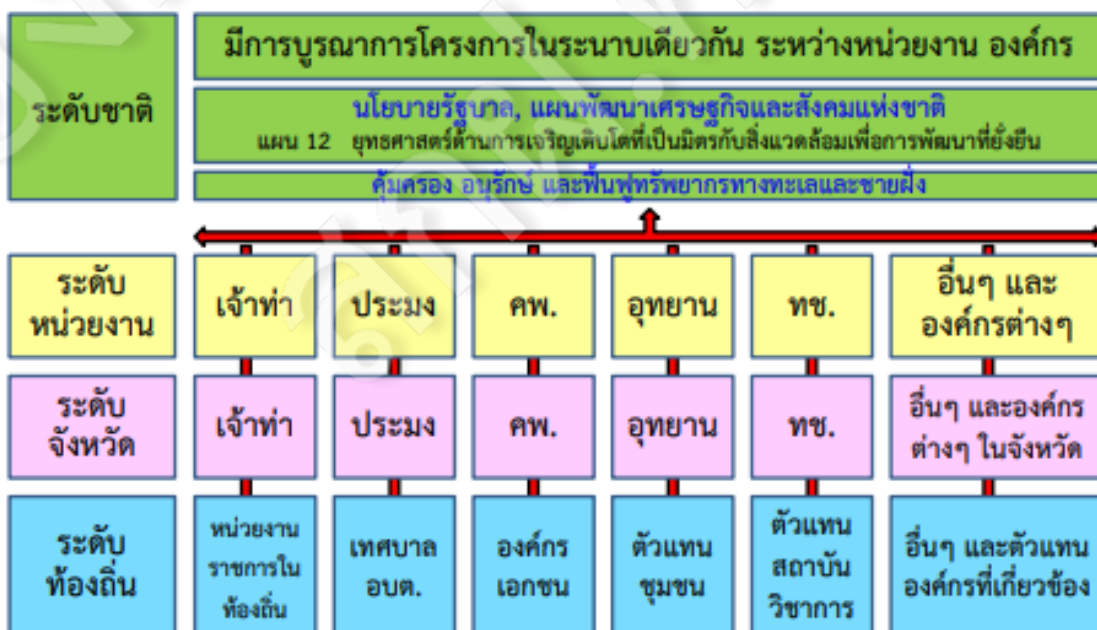 มีการบูรณาการโครงการในระนาบเดียวกัน ระหว่างหน่วยงาน องค์กร
ระดับชาติ
นโยบายรัฐบาล, แผนพัฒนาเศรษฐกิจและสังคมแห่งชาติ
แผน 12 ยุทธศาสตร์ด้านการเจริญเติบโตที่เป็นมิตรกับสิ่งแวดล้อมเพื่อการพัฒนาที่ยั่งยืน
คุ้มครอง อนุรักษ์ และฟื้นฟูทรัพยากรทางทะเลและชายฝั่ง
ระดับ
หน่วยงาน
เจ้าท่า
ประมง
คพ.
อุทยาน
ทช.
อื่นๆ และ
องค์กรต่างๆ
ระดับ
จังหวัด
เจ้าท่า
ประมง
คพ.
อุทยาน
ทช.
อื่นๆ และองค์กร
ต่างๆ ในจังหวัด
ระดับ
ท้องถิ่น
หน่วยงาน
ราชการใน
ท้องถิ่น
เทศบาล
อบต.
องค์กร
เอกชน
ตัวแทน
ชุมชน
ตัวแทน
สถาบัน
วิชาการ
อื่นๆ และตัวแทน
องค์กรที่เกี่ยวข้อง